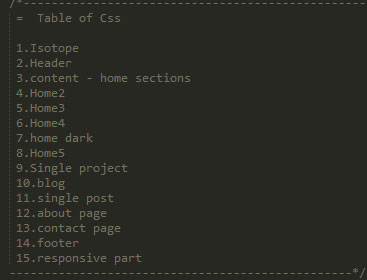 /*--------------------------------------------------
=  Table of Css
1.Isotope
2.Header
3.content - home sections
4.Home2
5.Home3
6.Home4
7.home dark
8.Home5
9.Single project
10.blog
11.single post
12.about page
13.contact page
14.footer
15.responsive part
--------------------------------------------------*/